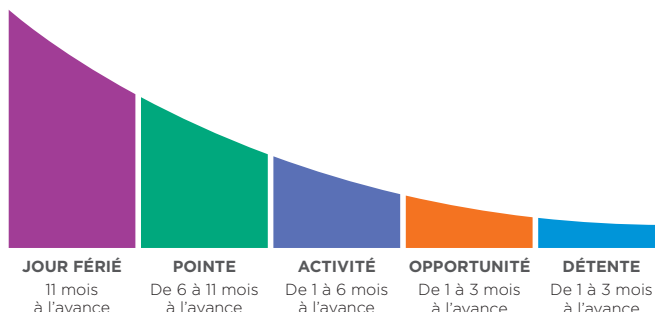 JOUR FÉRIÉ
11 mois
à l'avance
POINTE
De 6 à 11 mois
à l'avance
ACTIVITÉ
De 1 à 6 mois
à l'avance
OPPORTUNITÉ
De 1 à 3 mois
à l'avance
DÉTENTE
De 1 à 3 mois
à l'avance